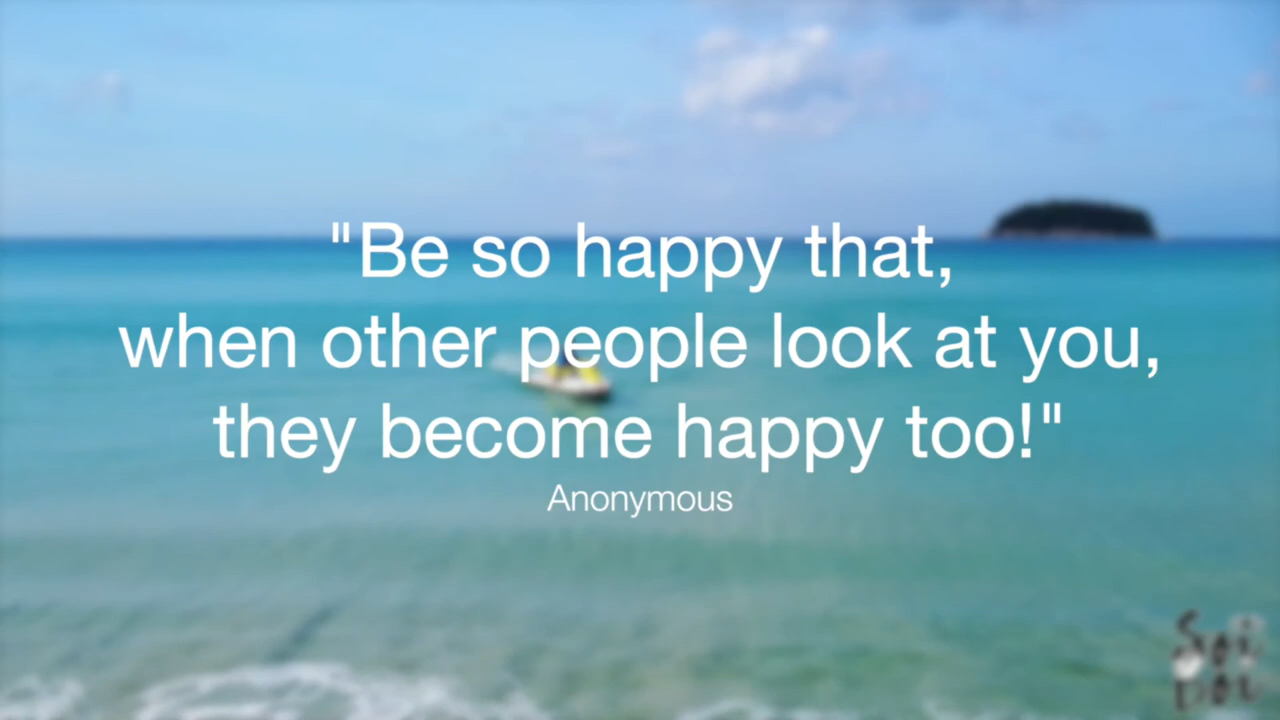 "Be so happy that,
when other people look at you,
they become happy too!"
Anonymous